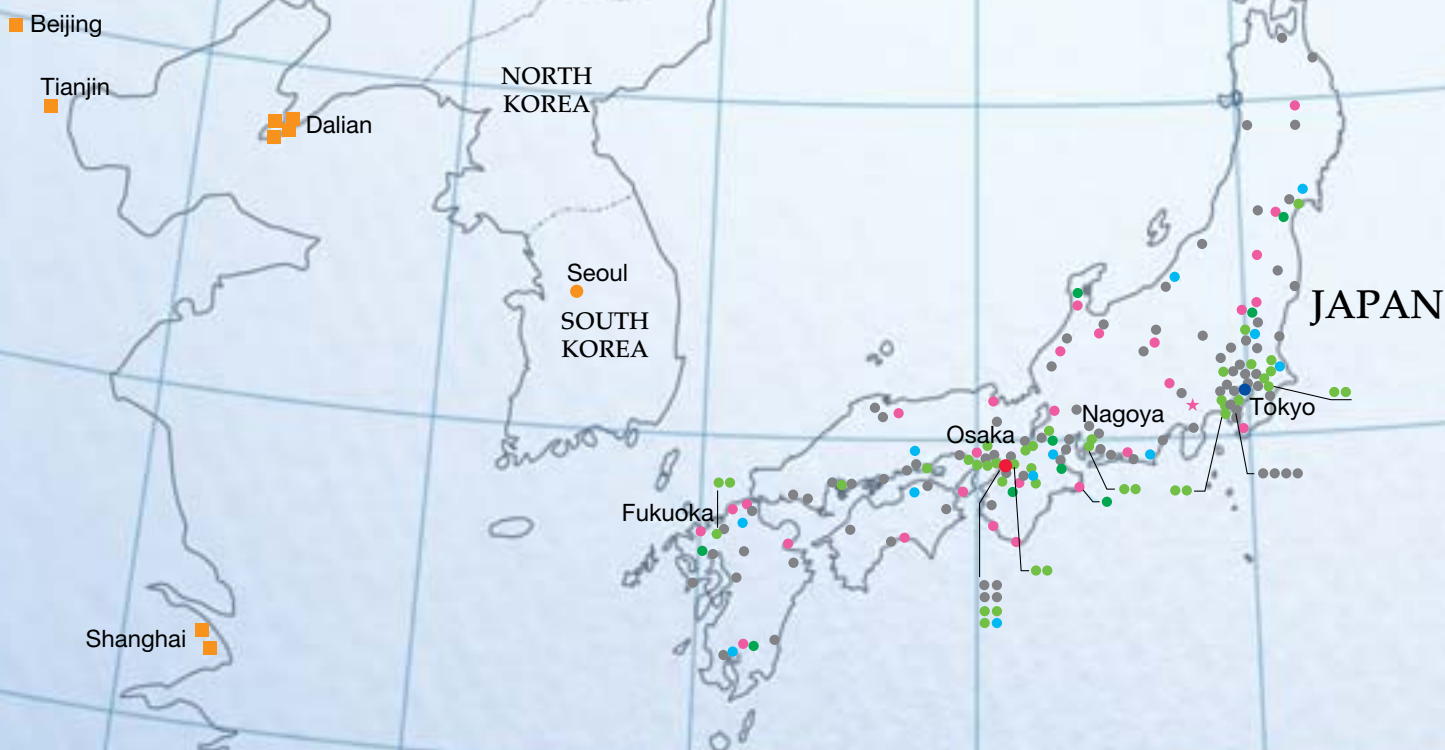 Beijing
Tianjin
Dalian
NORTH
KOREA
Seoul
SOUTH
KOREA
JAPAN
Nagoya
Tokyo
Osaka
Fukuoka
Shanghai